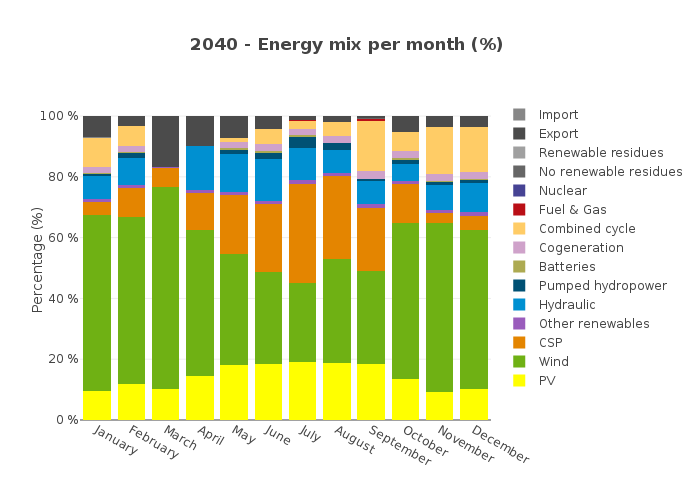 2040 - Energy mix per month (%)
100 %
80 %
60 %
40 %
20 %
0 %
Percentage (%)
January
February
March
April
May
June
July
August
September
October
November
December
Import
Export
Renewable residues
No renewable residues
Nuclear
Fuel & Gas
Combined cycle
Cogeneration
Batteries
Pumped hydropower
Hydraulic
Other renewables
CSP
Wind
PV